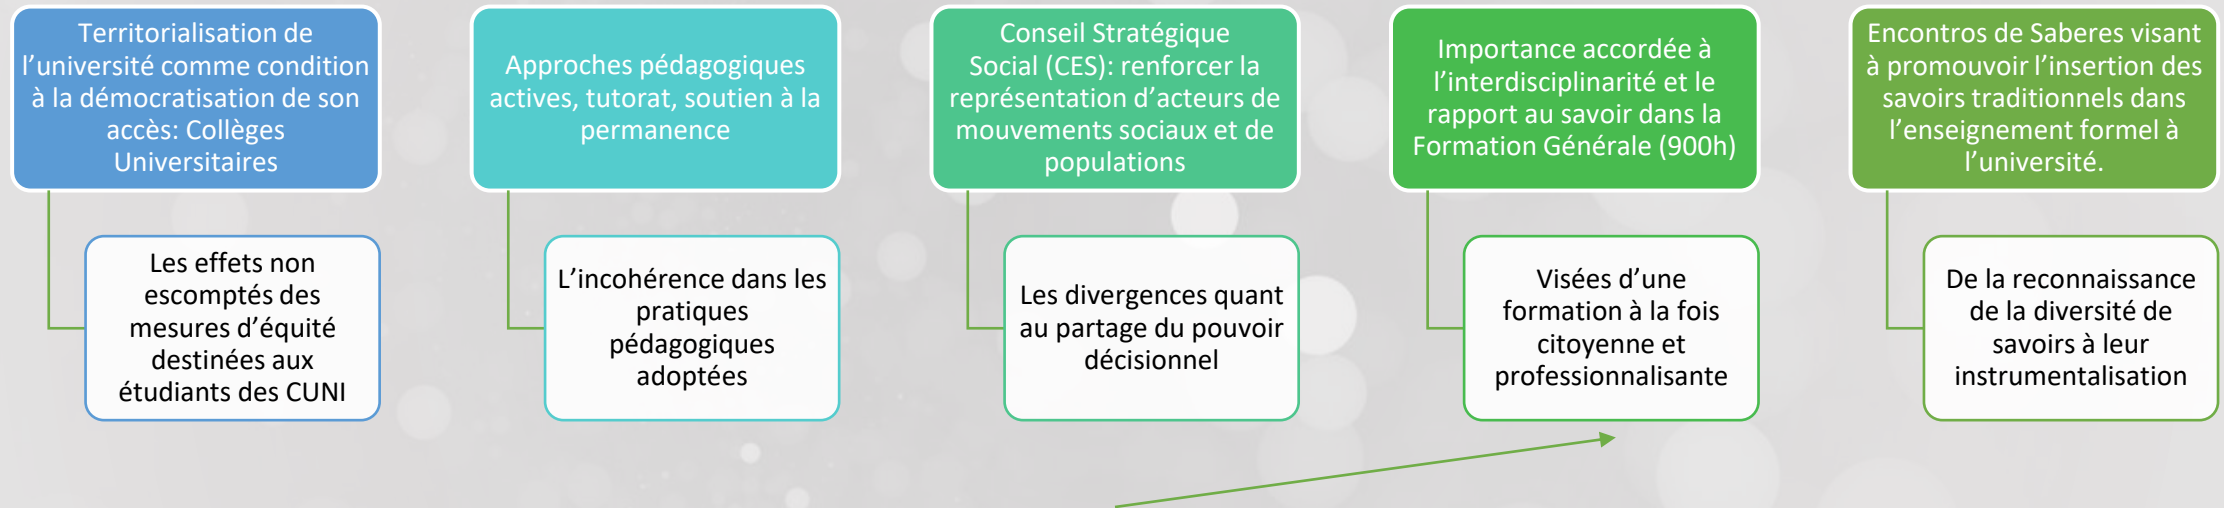 Territorialisation de
l’université comme condition
à la démocratisation de son
accès: Collèges
Universitaires
Les effets non
escomptés des
mesures d’équité
destinées aux
étudiants des CUNI
Approches pédagogiques
actives, tutorat, soutien à la
permanence
L’incohérence dans les
pratiques
pédagogiques
adoptées
Conseil Stratégique
Social (CES): renforcer la
représentation d’acteurs de
mouvements sociaux et de
populations
Les divergences quant
au partage du pouvoir
décisionnel
Importance accordée à
l’interdisciplinarité et le
rapport au savoir dans la
Formation Générale (900h)
Visées d’une
formation à la fois
citoyenne et
professionnalisante
Encontros de Saberes visant
à promouvoir l’insertion des
savoirs traditionnels dans
l’enseignement formel à
l’université.
De la reconnaissance
de la diversité de
savoirs à leur
instrumentalisation